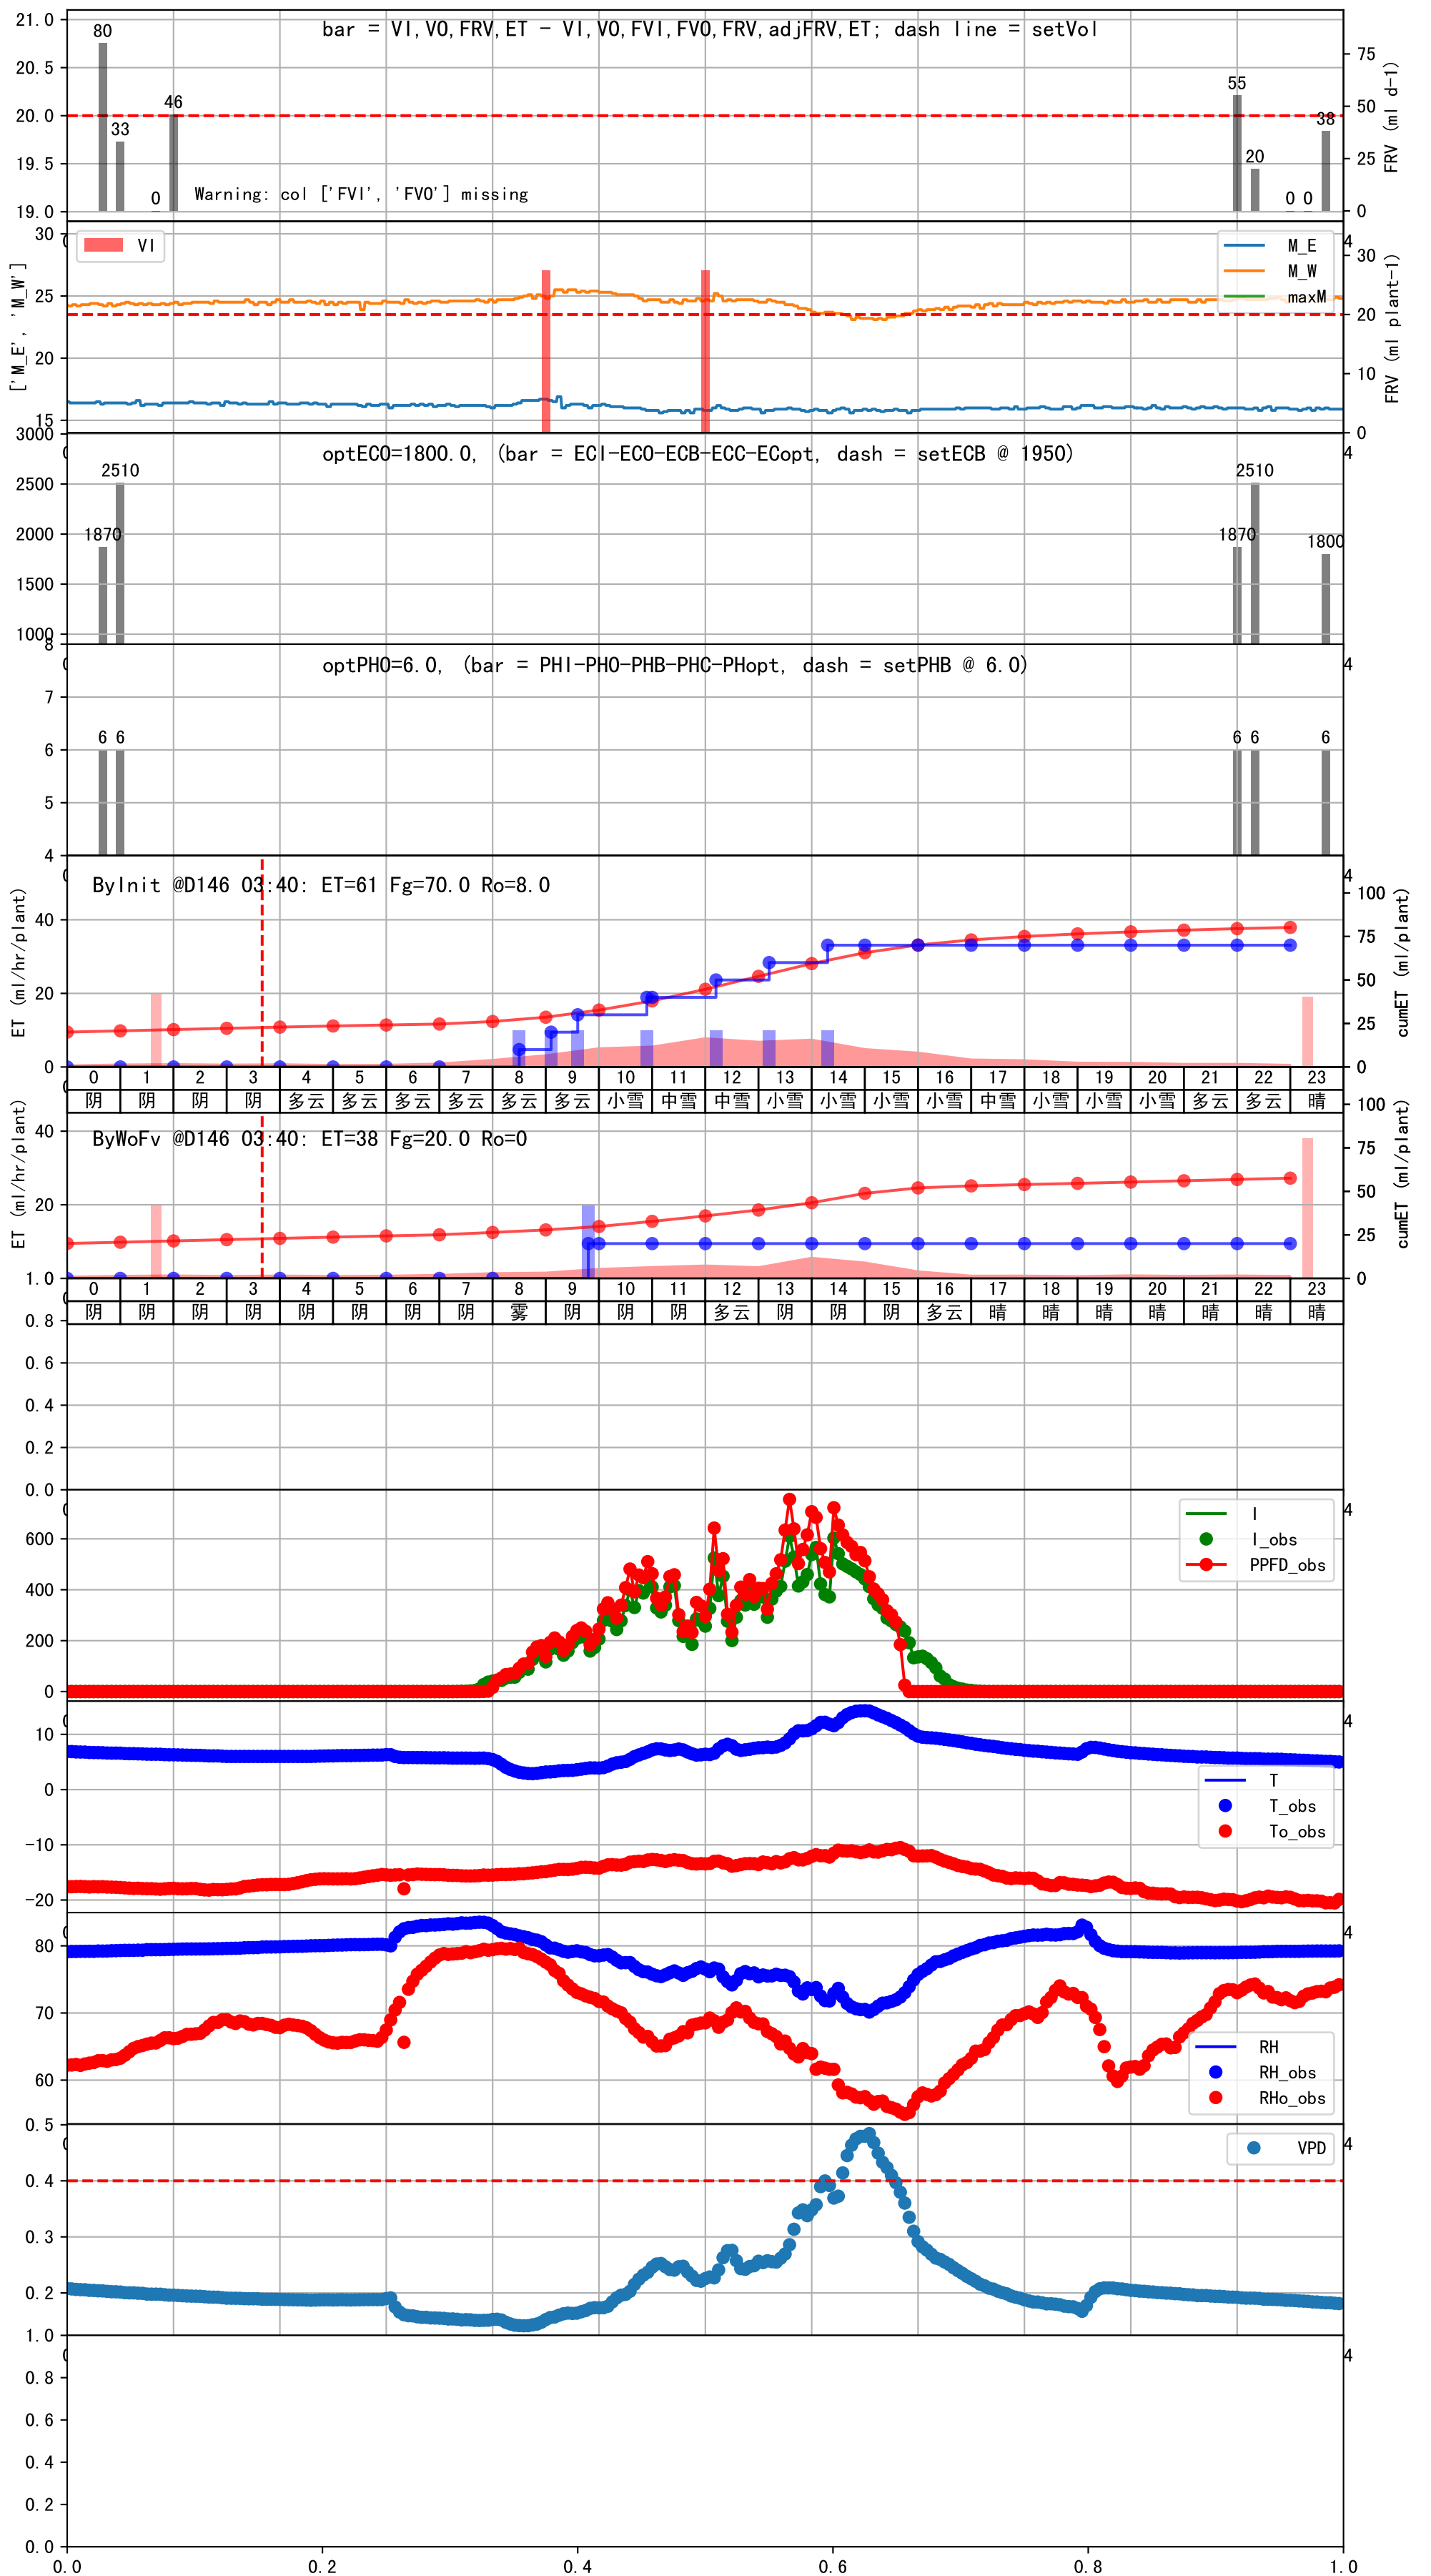 bar = VI,VO,FRV,ET - VI,VO,FVI,FVO,FRV,adjFRV,ET; dash line = setVol
21.0
20.5
20.0
19.5
19.0
80
33
0
46
55
20
0 0
38
75
50
25
0
FRV (ml d-1)
Warning: col ['FVI', 'FVO'] missing
['M_E', 'M_W']
30
25
20
15
VI
M_E
M_W
maxM
4
30
20
10
0
FRV (ml plant-1)
optECO=1800.0, (bar = ECI-ECO-ECB-ECC-ECopt, dash = setECB @ 1950)
3000
2500
2000
1500
1000
1870
2510
1870
2510
1800
4
optPHO=6.0, (bar = PHI-PHO-PHB-PHC-PHopt, dash = setPHB @ 6.0)
8
7
6
5
4
6 6
6 6
6
4
ByInit @D146 03:40: ET=61 Fg=70.0 Ro=8.0
ET (ml/hr/plant)
40
20
0
4
100
75
50
25
0
cumET (ml/plant)
0 1 2 3 4 5 6 7 8 9 10 11 12 13 14 15 16 17 18 19 20 21 22 23
阴 阴 阴 阴 多云 多云 多云 多云 多云 多云 小雪 中雪 中雪 小雪 小雪 小雪 小雪 中雪 小雪 小雪 小雪 多云 多云 晴
ByWoFv @D146 03:40: ET=38 Fg=20.0 Ro=0
ET (ml/hr/plant)
40
20
100
75
50
25
0
cumET (ml/plant)
0 1 2 3 4 5 6 7 8 9 10 11 12 13 14 15 16 17 18 19 20 21 22 23
阴 阴 阴 阴 阴 阴 阴 阴 雾 阴 阴 阴 多云 阴 阴 阴 多云 晴 晴 晴 晴 晴 晴 晴
1.0
0.8
0.6
0.4
0.2
0.0
600
400
200
0
I
I_obs
PPFD_obs
4
10
0
-10
-20
T
T_obs
To_obs
4
80
70
60
RH
RH_obs
RHo_obs
4
0.5
0.4
0.3
0.2
VPD
4
1.0
0.8
0.6
0.4
0.2
0.0
4
0.0 0.2 0.4 0.6 0.8 1.0